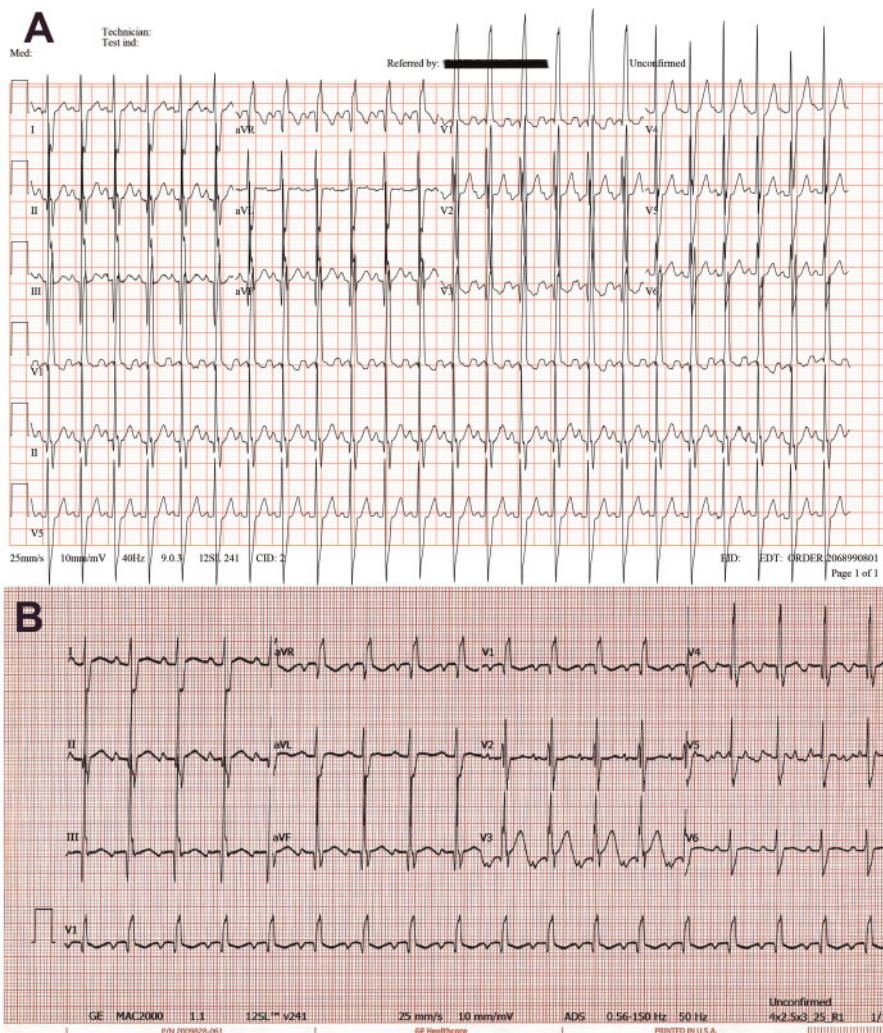 A
Technician:
Test ind:
Med:
Referred by:
Unconfirmed
I
aVR
V1
V4
II
aVL
V2
V5
III
aVF
V3
V6
V1
II
V5
25mm/s 10mm/mV 40Hz 9.0.3 12SL 241 CID: 2 EID: EDT: ORDER:2068990801
Page 1 of 1
B
I
aVR
V1
V4
II
aVL
V2
V5
III
aVF
V3
V6
V1
Unconfirmed
GE MAC2000 1.1 12SL™ v241 25 mm/s 10 mm/mV ADS 0.56-150 Hz 50 Hz 4x2.5x3_25_R1 1/
P/N 2009828-061 GE Healthcare PRINTED IN U.S.A.